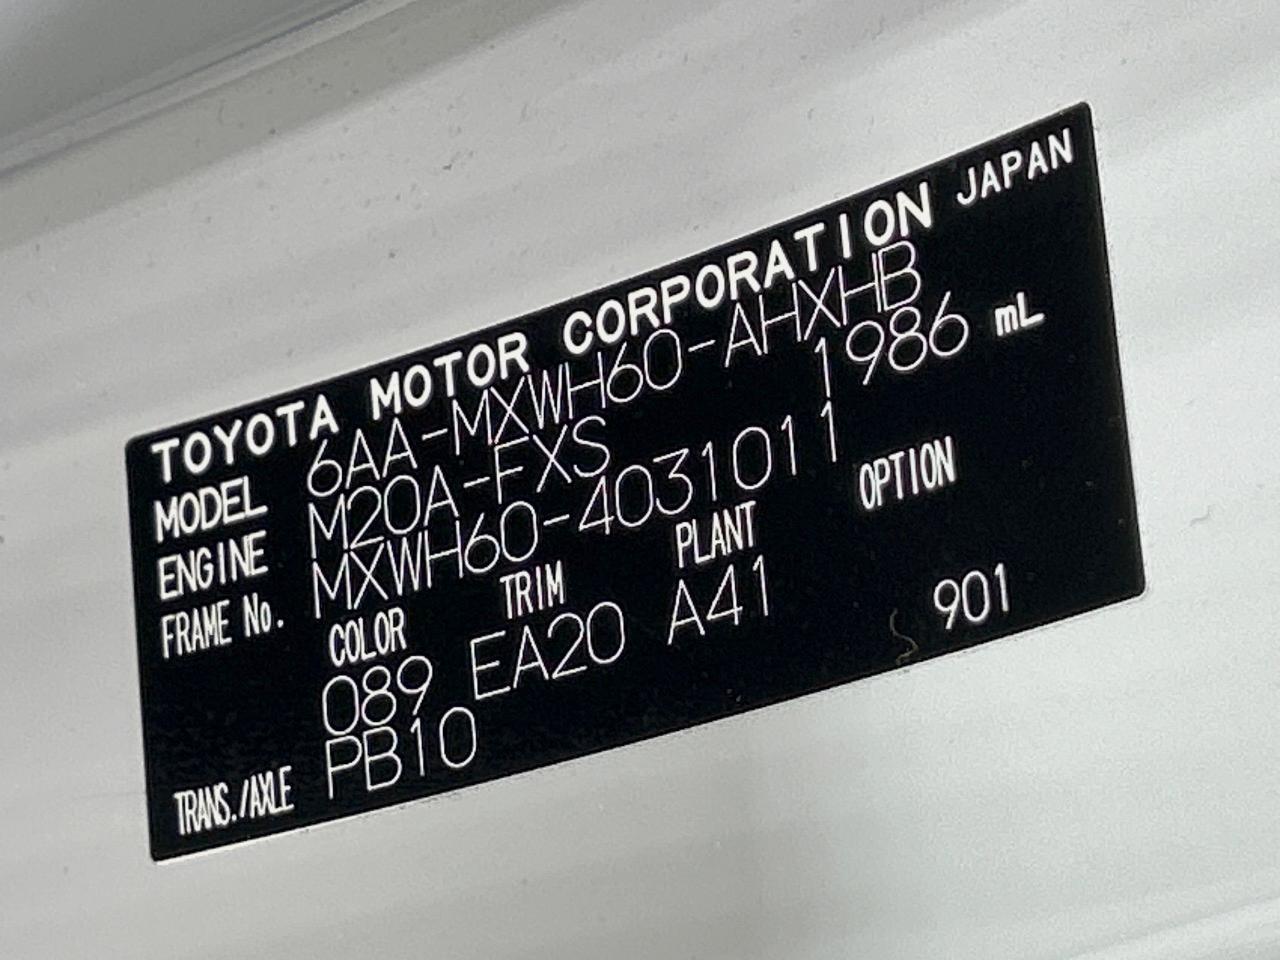 TOYOTA MOTOR CORPORATION JAPAN
MODEL 6AA-MXWH60-AHXHB
ENGINE M20A-FXS 1986 mL
FRAME No. MXWH60-4031011
COLOR TRIM PLANT OPTION
089 EA20 A41 901
TRANS./AXLE PB10